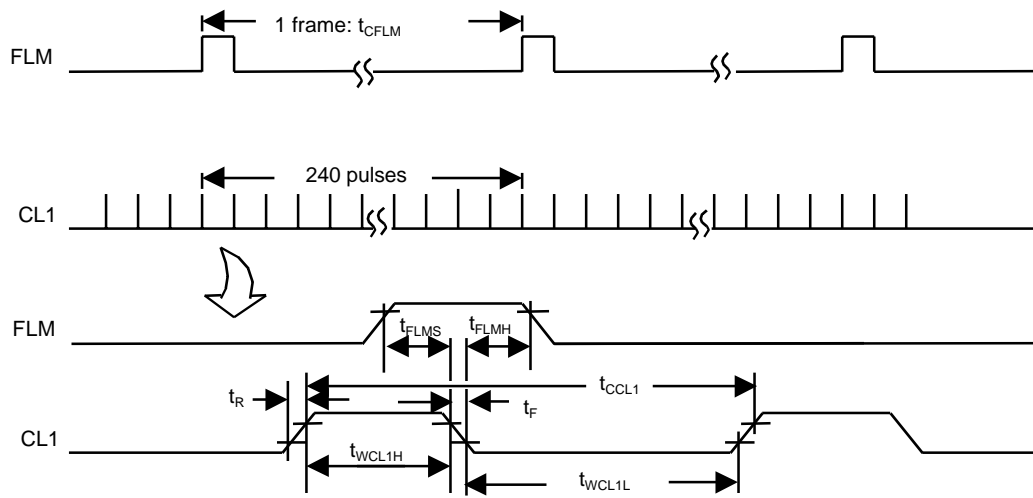 1 frame: tCFLM
FLM
240 pulses
CL1
FLM
tFLMS
tFLMH
tCCL1
tR
tF
CL1
tWCL1H
tWCL1L